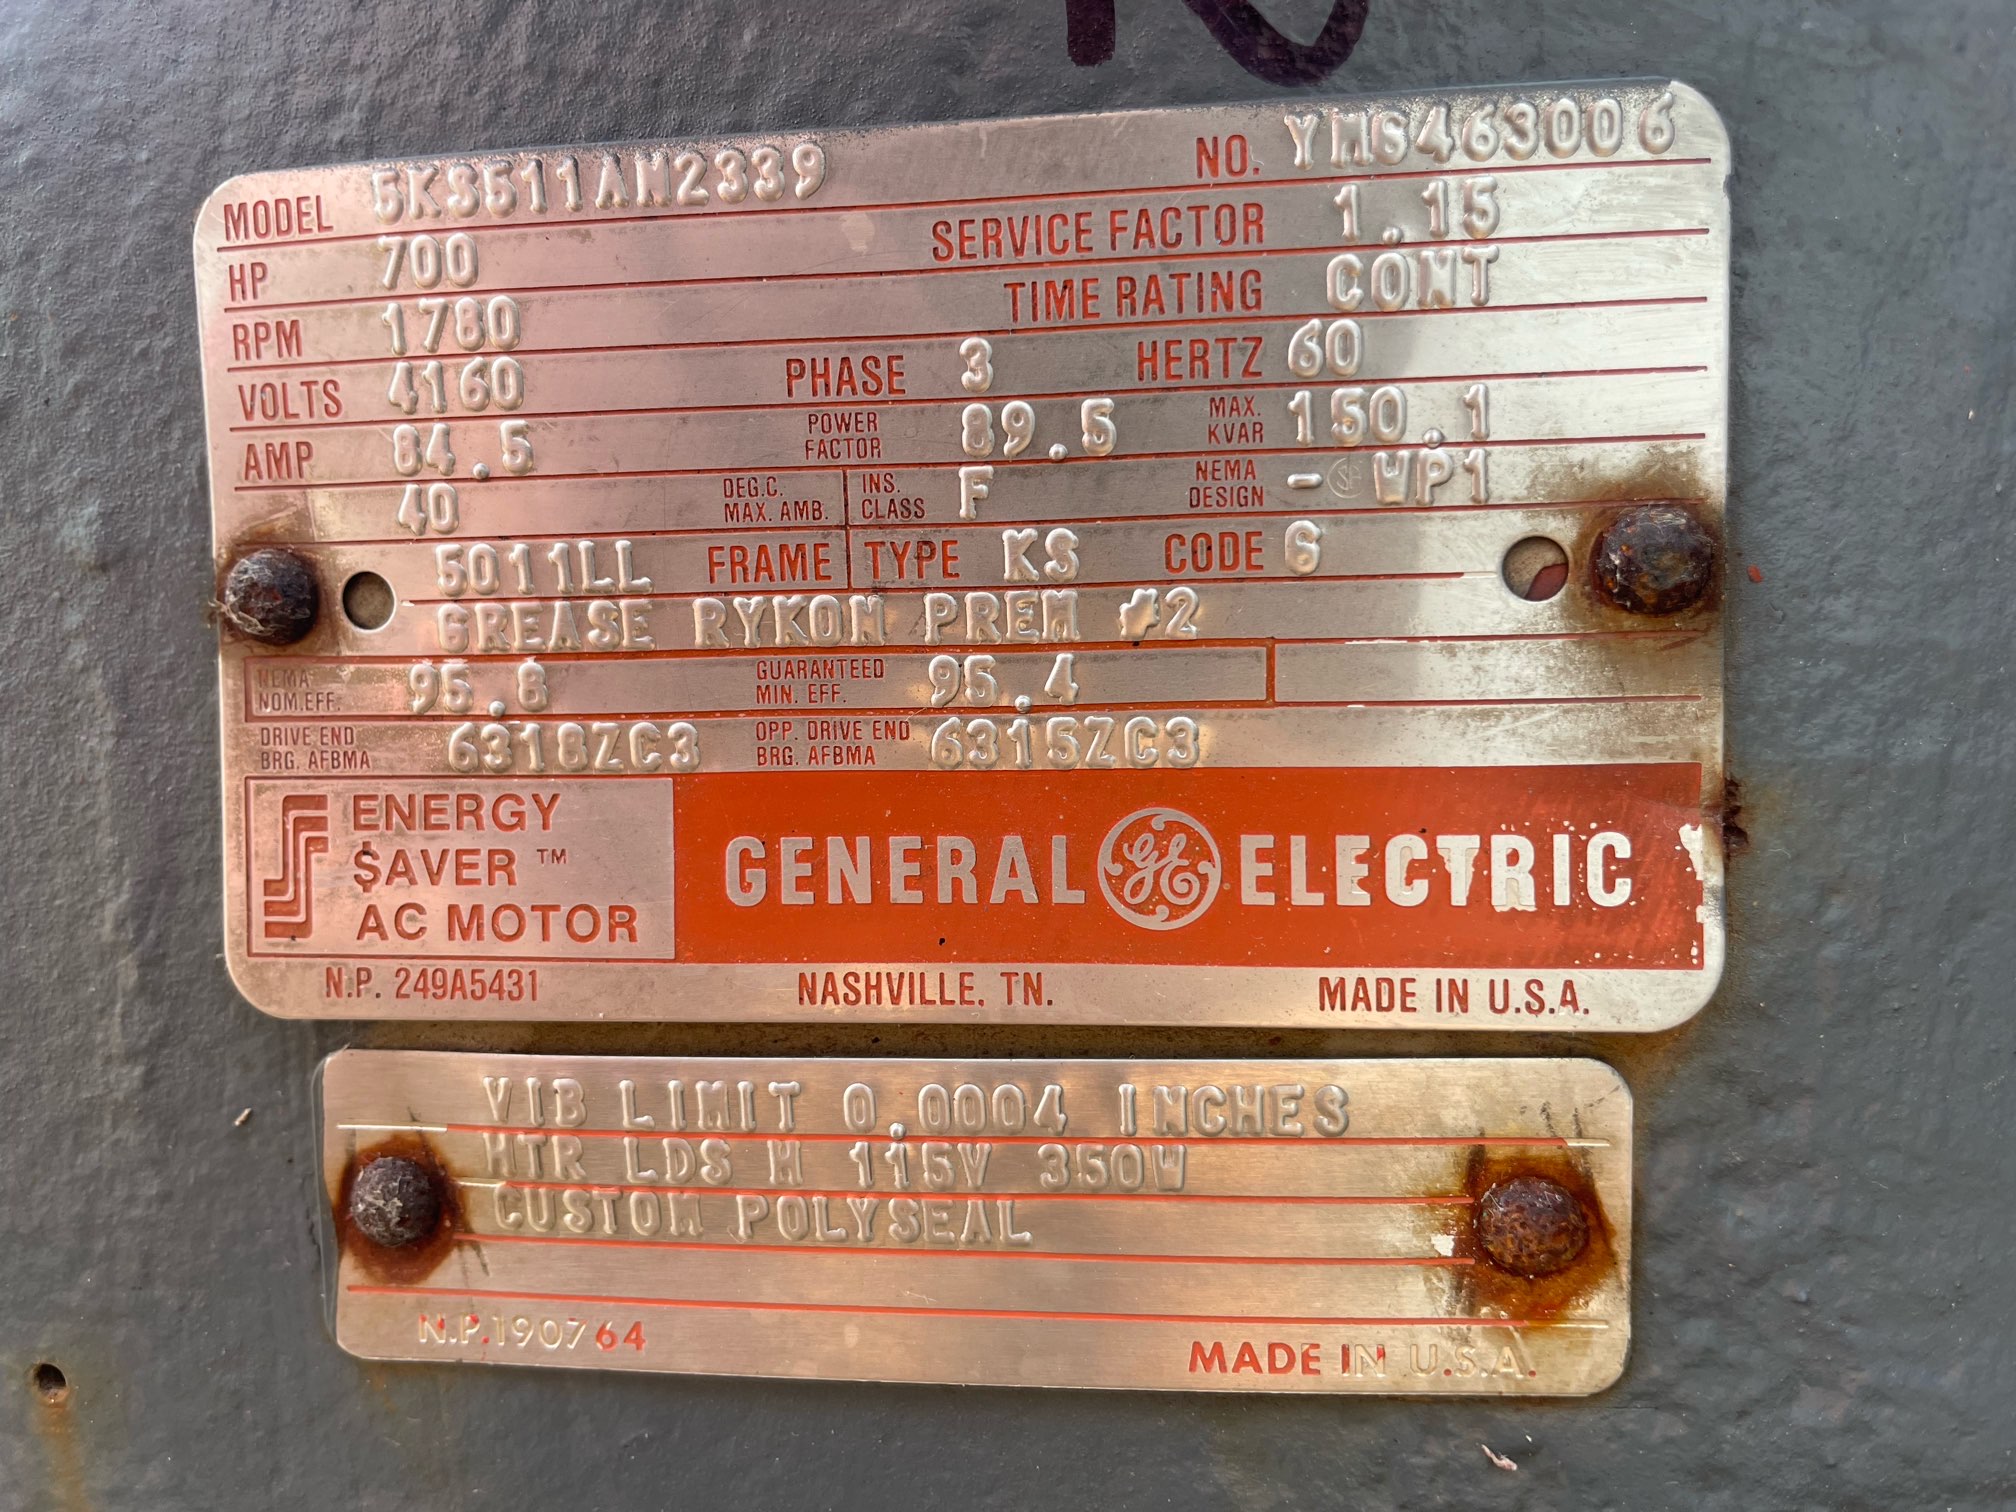 MODEL 5KS511AN2339 NO. YMS463006
HP 700 SERVICE FACTOR 1.15
RPM 1780 TIME RATING CONT
VOLTS 4160 PHASE 3 HERTZ 60
AMP 84.5 POWER FACTOR 89.5 MAX. KVAR 150.1
40 DEG.C. MAX. AMB. INS. CLASS F NEMA DESIGN - WP1
5011LL FRAME TYPE KS CODE G
GREASE RYKON PREM #2
NEMA NOM.EFF. 95.8 GUARANTEED MIN. EFF. 95.4
DRIVE END BRG. AFBMA 6318ZC3 OPP. DRIVE END BRG. AFBMA 6315ZC3
ENERGY
$AVER ™
AC MOTOR
GENERAL GE ELECTRIC
N.P. 249A5431 NASHVILLE, TN. MADE IN U.S.A.
VIB LIMIT 0.0004 INCHES
HTR LDS H 115V 350W
CUSTOM POLYSEAL
N.P.190764 MADE IN U.S.A.